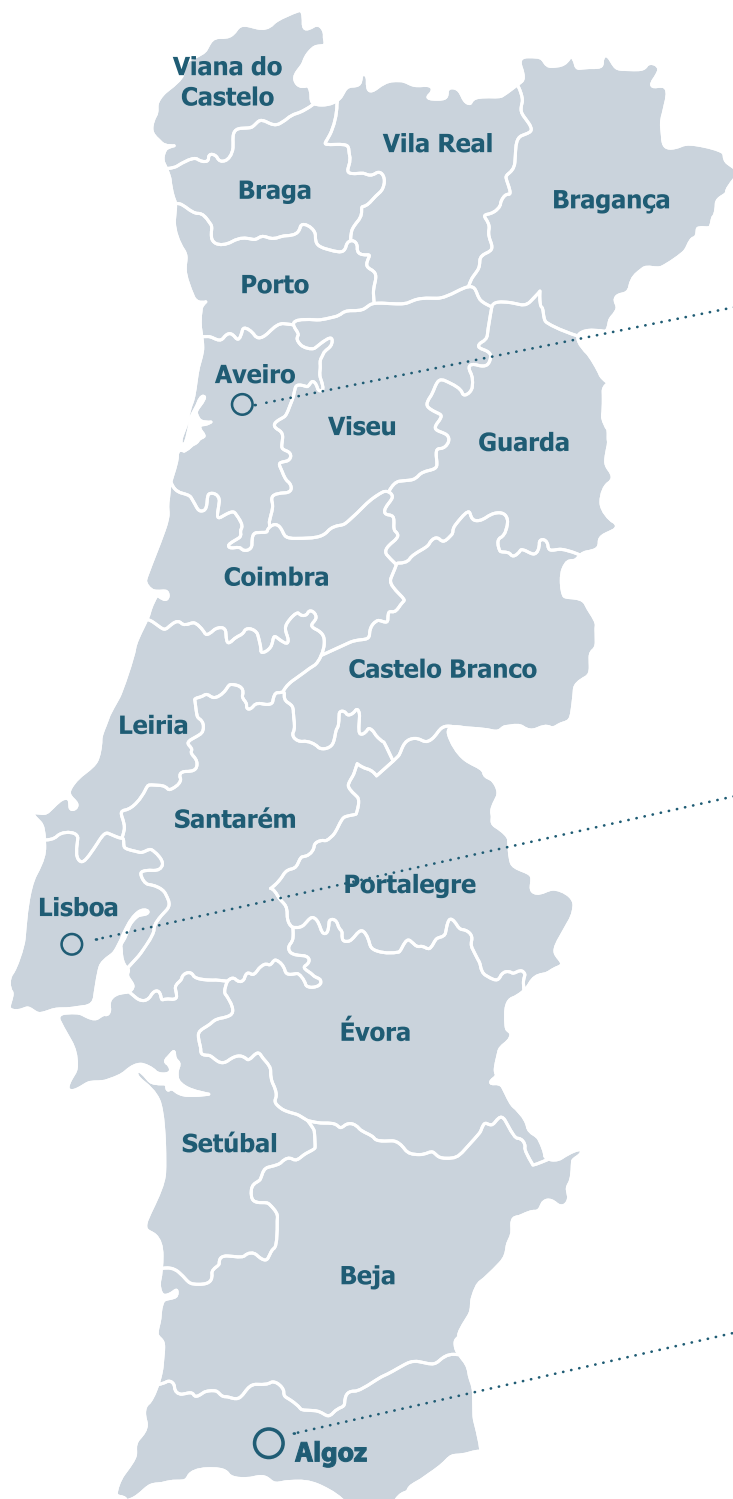 Viana do
Castelo
Vila Real
Braga
Bragança
Porto
Aveiro
Viseu
Guarda
Coimbra
Castelo Branco
Leiria
Santarém
Portalegre
Lisboa
Évora
Setúbal
Beja
Algoz